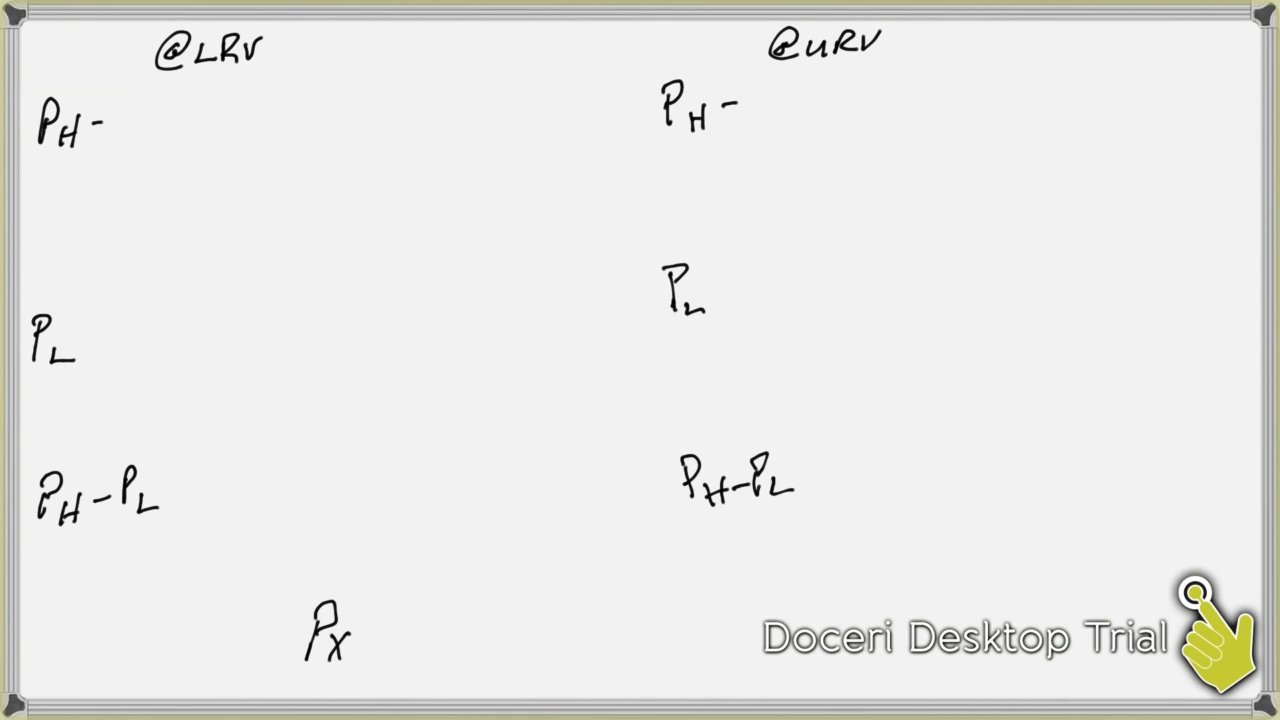 @LRV
@URV
PH -
PH -
PL
PL
PH - PL
PH - PL
Px
Doceri Desktop Trial